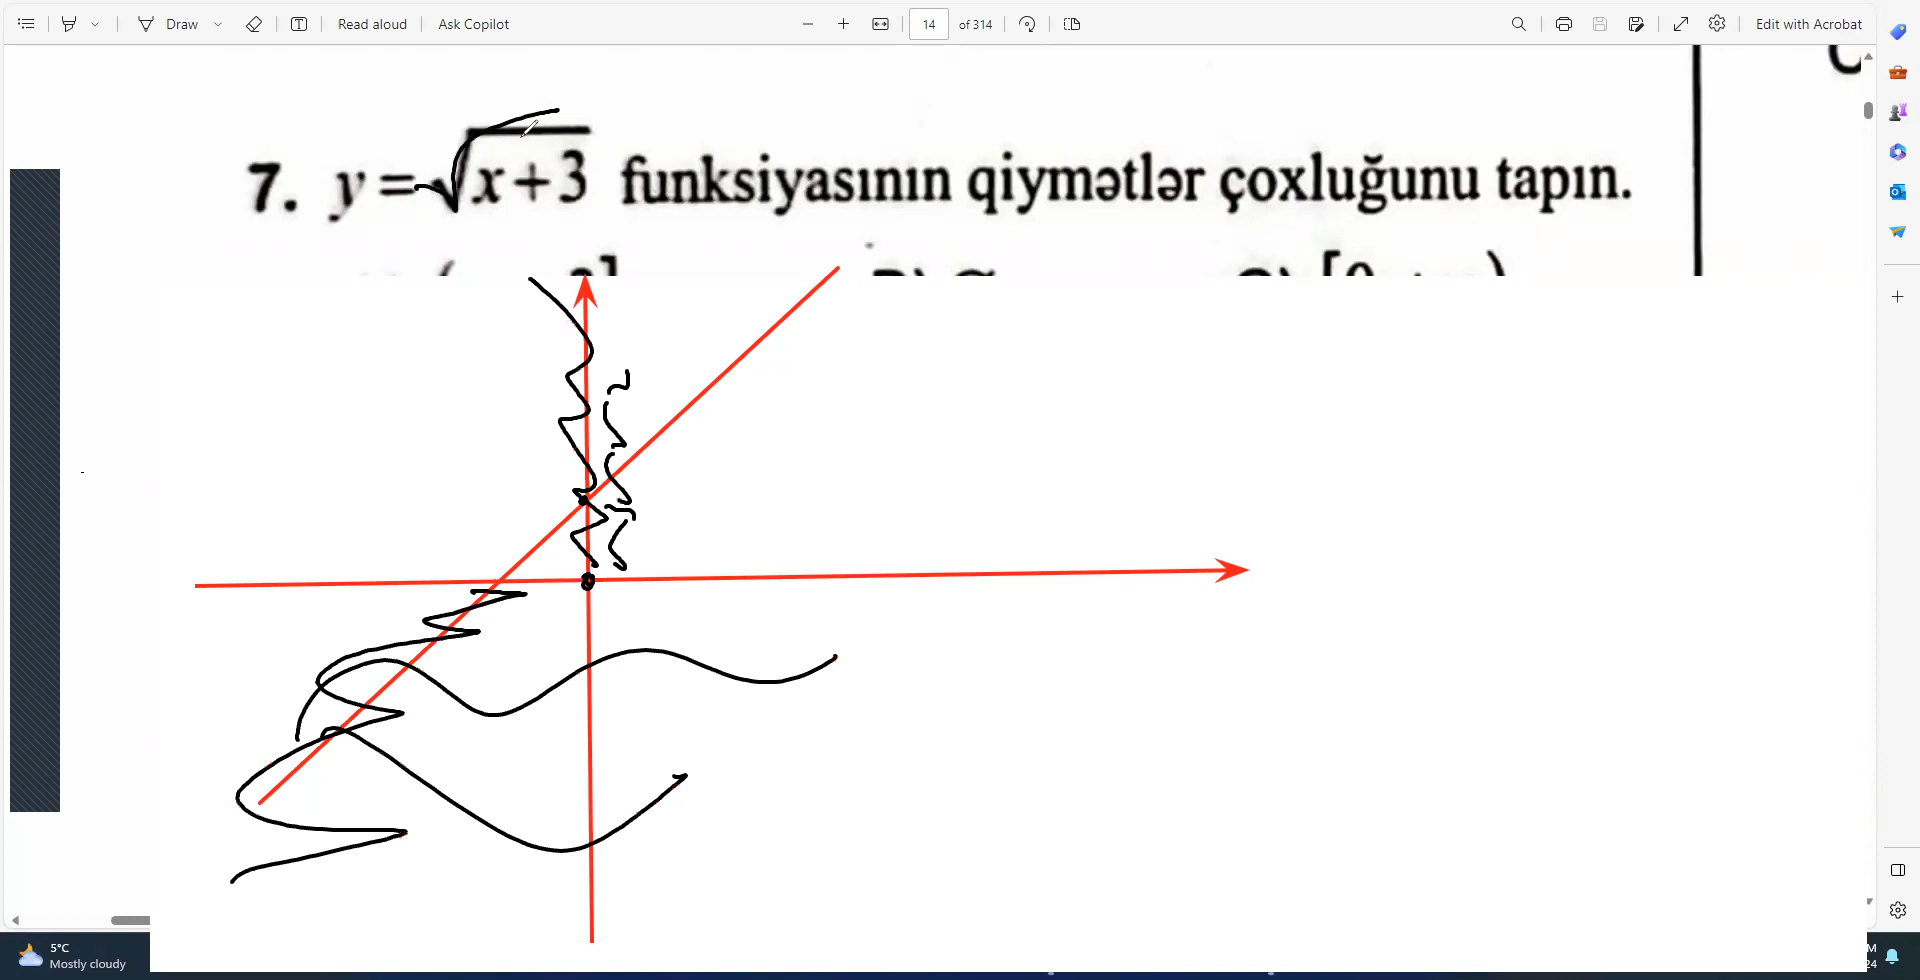 Draw
Read aloud
Ask Copilot
14
of 314
Edit with Acrobat
7. y = √x+3 funksiyasının qiymətlər çoxluğunu tapın.
5°C
Mostly cloudy
M
24